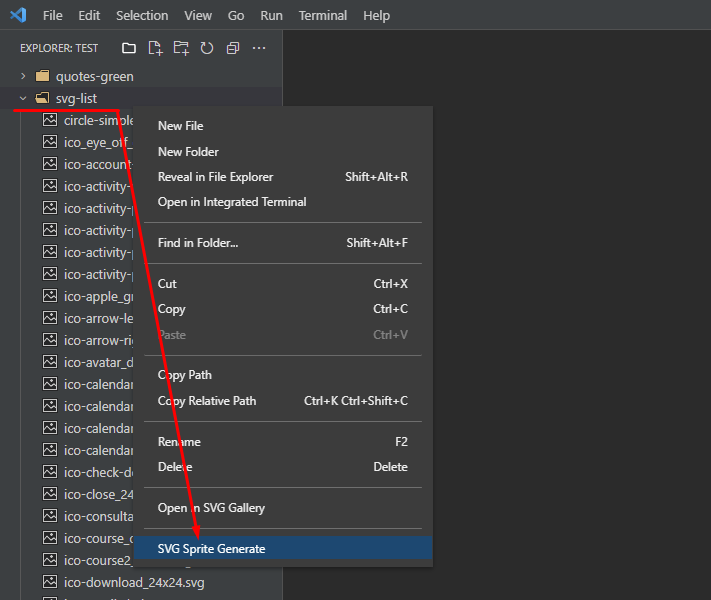 File Edit Selection View Go Run Terminal Help
EXPLORER: TEST
quotes-green
svg-list
circle-simple
ico_eye_off_
ico-account
ico-activity-
ico-activity-p
ico-activity-p
ico-activity-p
ico-activity-p
ico-apple_gr
ico-arrow-le
ico-arrow-rig
ico-avatar_d
ico-calendar
ico-calendar
ico-calendar
ico-calendar
ico-check-de
ico-close_24
ico-consulta
ico-course_c
ico-course2_
ico-download_24x24.svg
New File
New Folder
Reveal in File Explorer Shift+Alt+R
Open in Integrated Terminal
Find in Folder... Shift+Alt+F
Cut Ctrl+X
Copy Ctrl+C
Paste Ctrl+V
Copy Path
Copy Relative Path Ctrl+K Ctrl+Shift+C
Rename F2
Delete Delete
Open in SVG Gallery
SVG Sprite Generate